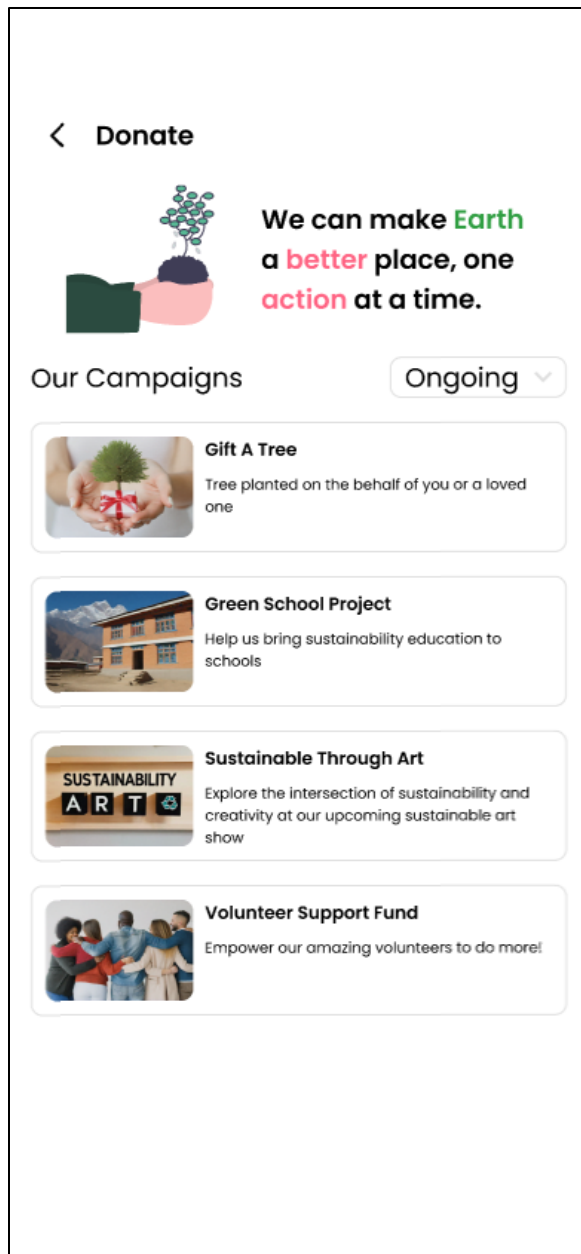 Donate
We can make Earth
a better place, one
action at a time.
Our Campaigns
Ongoing
Gift A Tree
Tree planted on the behalf of you or a loved
one
Green School Project
Help us bring sustainability education to
schools
SUSTAINABILITY
ART
Sustainable Through Art
Explore the intersection of sustainability and
creativity at our upcoming sustainable art
show
Volunteer Support Fund
Empower our amazing volunteers to do more!